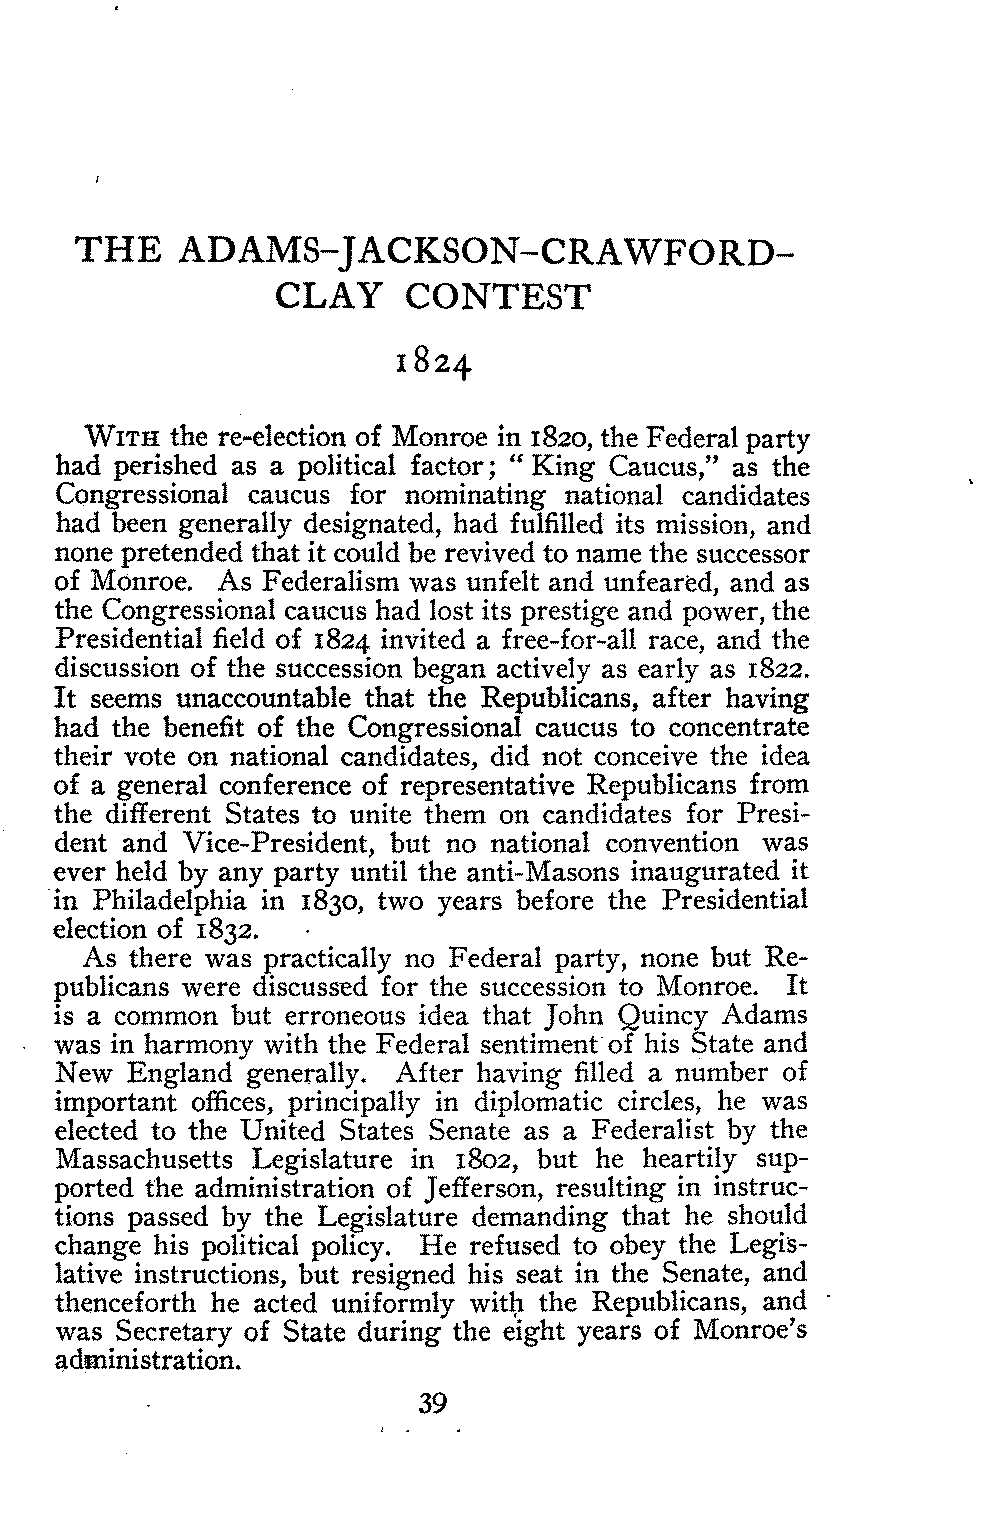 THE ADAMS–JACKSON–CRAWFORD–
CLAY CONTEST
1824
WITH the re-election of Monroe in 1820, the Federal party
had perished as a political factor; “ King Caucus,” as the
Congressional caucus for nominating national candidates
had been generally designated, had fulfilled its mission, and
none pretended that it could be revived to name the successor
of Monroe. As Federalism was unfelt and unfeared, and as
the Congressional caucus had lost its prestige and power, the
Presidential field of 1824 invited a free-for-all race, and the
discussion of the succession began actively as early as 1822.
It seems unaccountable that the Republicans, after having
had the benefit of the Congressional caucus to concentrate
their vote on national candidates, did not conceive the idea
of a general conference of representative Republicans from
the different States to unite them on candidates for Presi-
dent and Vice-President, but no national convention was
ever held by any party until the anti-Masons inaugurated it
in Philadelphia in 1830, two years before the Presidential
election of 1832.
As there was practically no Federal party, none but Re-
publicans were discussed for the succession to Monroe. It
is a common but erroneous idea that John Quincy Adams
was in harmony with the Federal sentiment of his State and
New England generally. After having filled a number of
important offices, principally in diplomatic circles, he was
elected to the United States Senate as a Federalist by the
Massachusetts Legislature in 1802, but he heartily sup-
ported the administration of Jefferson, resulting in instruc-
tions passed by the Legislature demanding that he should
change his political policy. He refused to obey the Legis-
lative instructions, but resigned his seat in the Senate, and
thenceforth he acted uniformly with the Republicans, and
was Secretary of State during the eight years of Monroe’s
administration.
39